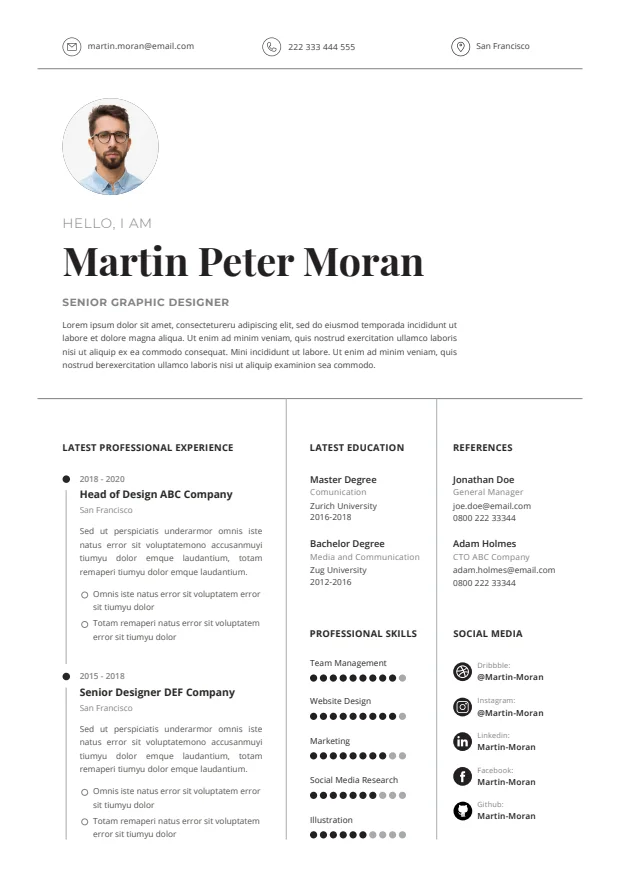 martin.moran@email.com
222 333 444 555
San Francisco
HELLO, I AM
Martin Peter Moran
SENIOR GRAPHIC DESIGNER
Lorem ipsum dolor sit amet, consectetureru adipiscing elit, sed do eiusmod temporada incididunt ut
labore et dolore magna aliqua. Ut enim ad minim veniam, quis nostrud exercitation ullamco laboris
nisi ut aliquip ex ea commodo consequat. Mini incididunt ut labore. Ut enim ad minim veniam, quis
nostrud berexercitation ullamco laboris nisi ut aliquip examinion sea commodo.
LATEST PROFESSIONAL EXPERIENCE
2018 - 2020
Head of Design ABC Company
San Francisco
Sed ut perspiciatis underarmor omnis iste
natus error sit voluptatemono accusanmuyi
tiumyu dolor emque laudantium, totam
remaperi tiumyu dolor emque laudantium.
Omnis iste natus error sit voluptatem error
sit tiumyu dolor
Totam remaperi natus error sit voluptatem
error sit tiumyu dolor
2015 - 2018
Senior Designer DEF Company
San Francisco
Sed ut perspiciatis underarmor omnis iste
natus error sit voluptatemono accusanmuyi
tiumyu dolor emque laudantium, totam
remaperi tiumyu dolor emque laudantium.
Omnis iste natus error sit voluptatem error
sit tiumyu dolor
Totam remaperi natus error sit voluptatem
error sit tiumyu dolor
LATEST EDUCATION
Master Degree
Comunication
Zurich University
2016-2018
Bachelor Degree
Media and Communication
Zug University
2012-2016
PROFESSIONAL SKILLS
Team Management
Website Design
Marketing
Social Media Research
Illustration
REFERENCES
Jonathan Doe
General Manager
joe.doe@email.com
0800 222 33344
Adam Holmes
CTO ABC Company
adam.holmes@email.com
0800 222 33344
SOCIAL MEDIA
Dribbble:
@Martin-Moran
Instagram:
@Martin-Moran
Linkedin:
Martin-Moran
Facebook:
Martin-Moran
Github:
Martin-Moran